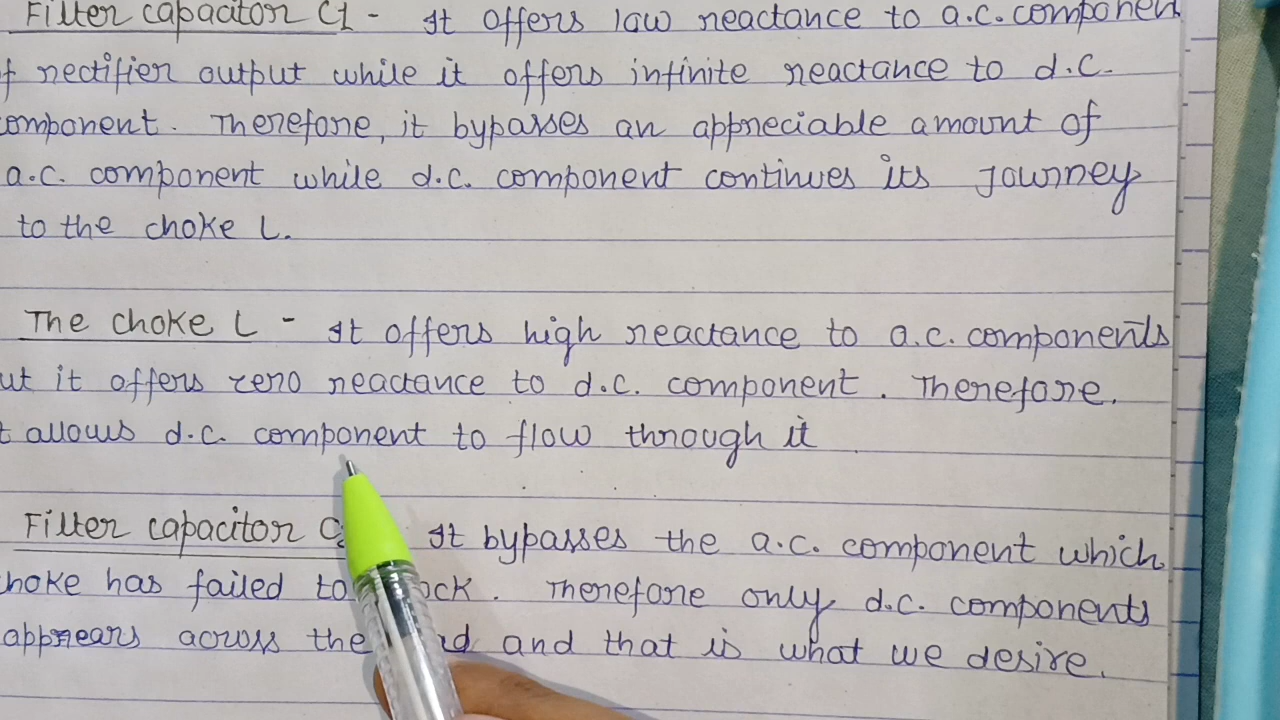 Filter capacitor C1 - It offers low reactance to a.c. componen
f rectifier output while it offers infinite reactance to d.c.
omponent. Therefore, it bypasses an appreciable amount of
a.c. component while d.c. component continues its Journey
to the choke L.
The choke L - It offers high reactance to a.c. components
ut it offers zero reactance to d.c. component. Therefore.
t allows d.c. component to flow through it
Filter capacitor C It bypasses the a.c. component which
hoke has failed to ock. Therefore only d.c. components
apprears across the ad and that is what we desire.